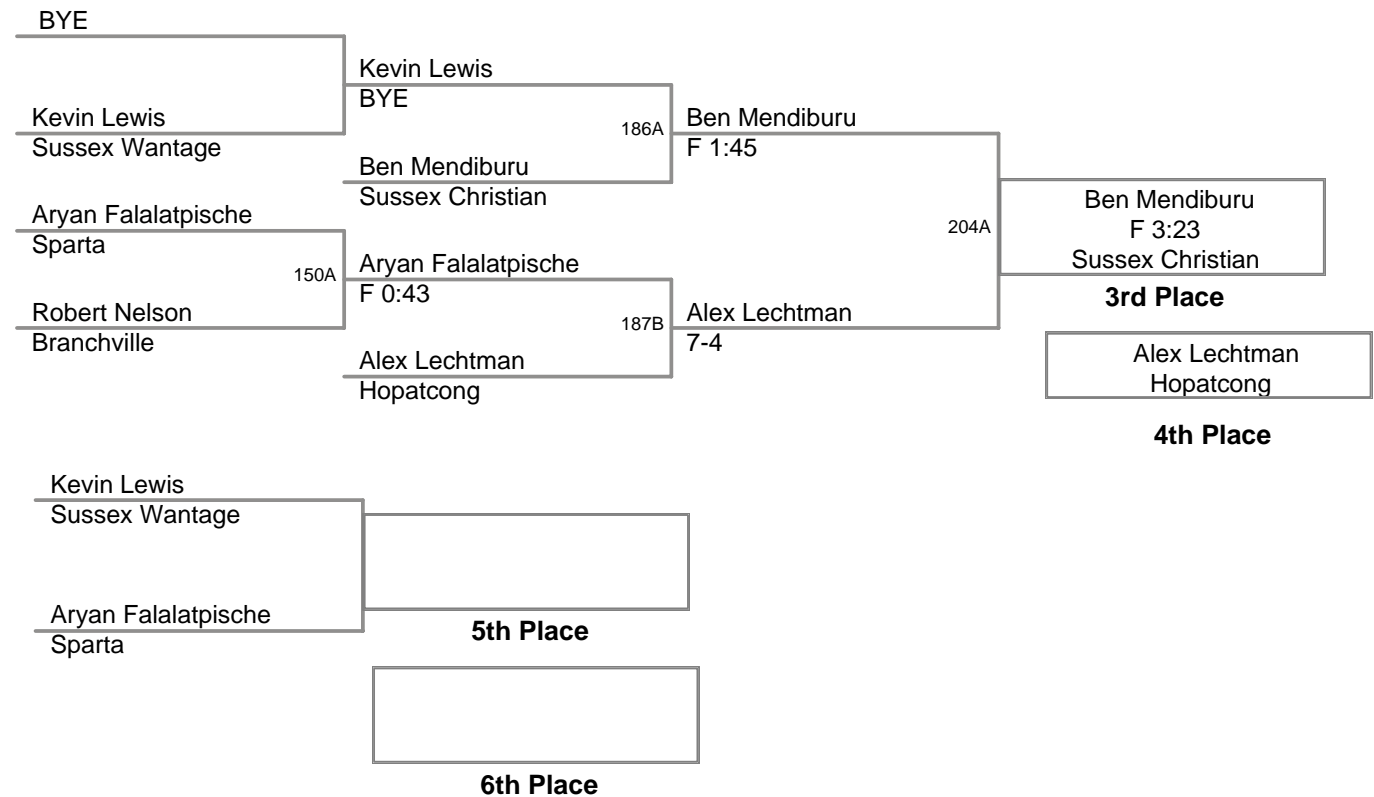 BYE
Kevin Lewis
Sussex Wantage
Aryan Falalatpische
Sparta
Robert Nelson
Branchville
150A
Kevin Lewis
BYE
Ben Mendiburu
Sussex Christian
186A
Aryan Falalatpische
F 0:43
Alex Lechtman
Hopatcong
187B
Ben Mendiburu
F 1:45
Alex Lechtman
7-4
204A
Ben Mendiburu
F 3:23
Sussex Christian
3rd Place
Alex Lechtman
Hopatcong
4th Place
Kevin Lewis
Sussex Wantage
Aryan Falalatpische
Sparta
5th Place
6th Place